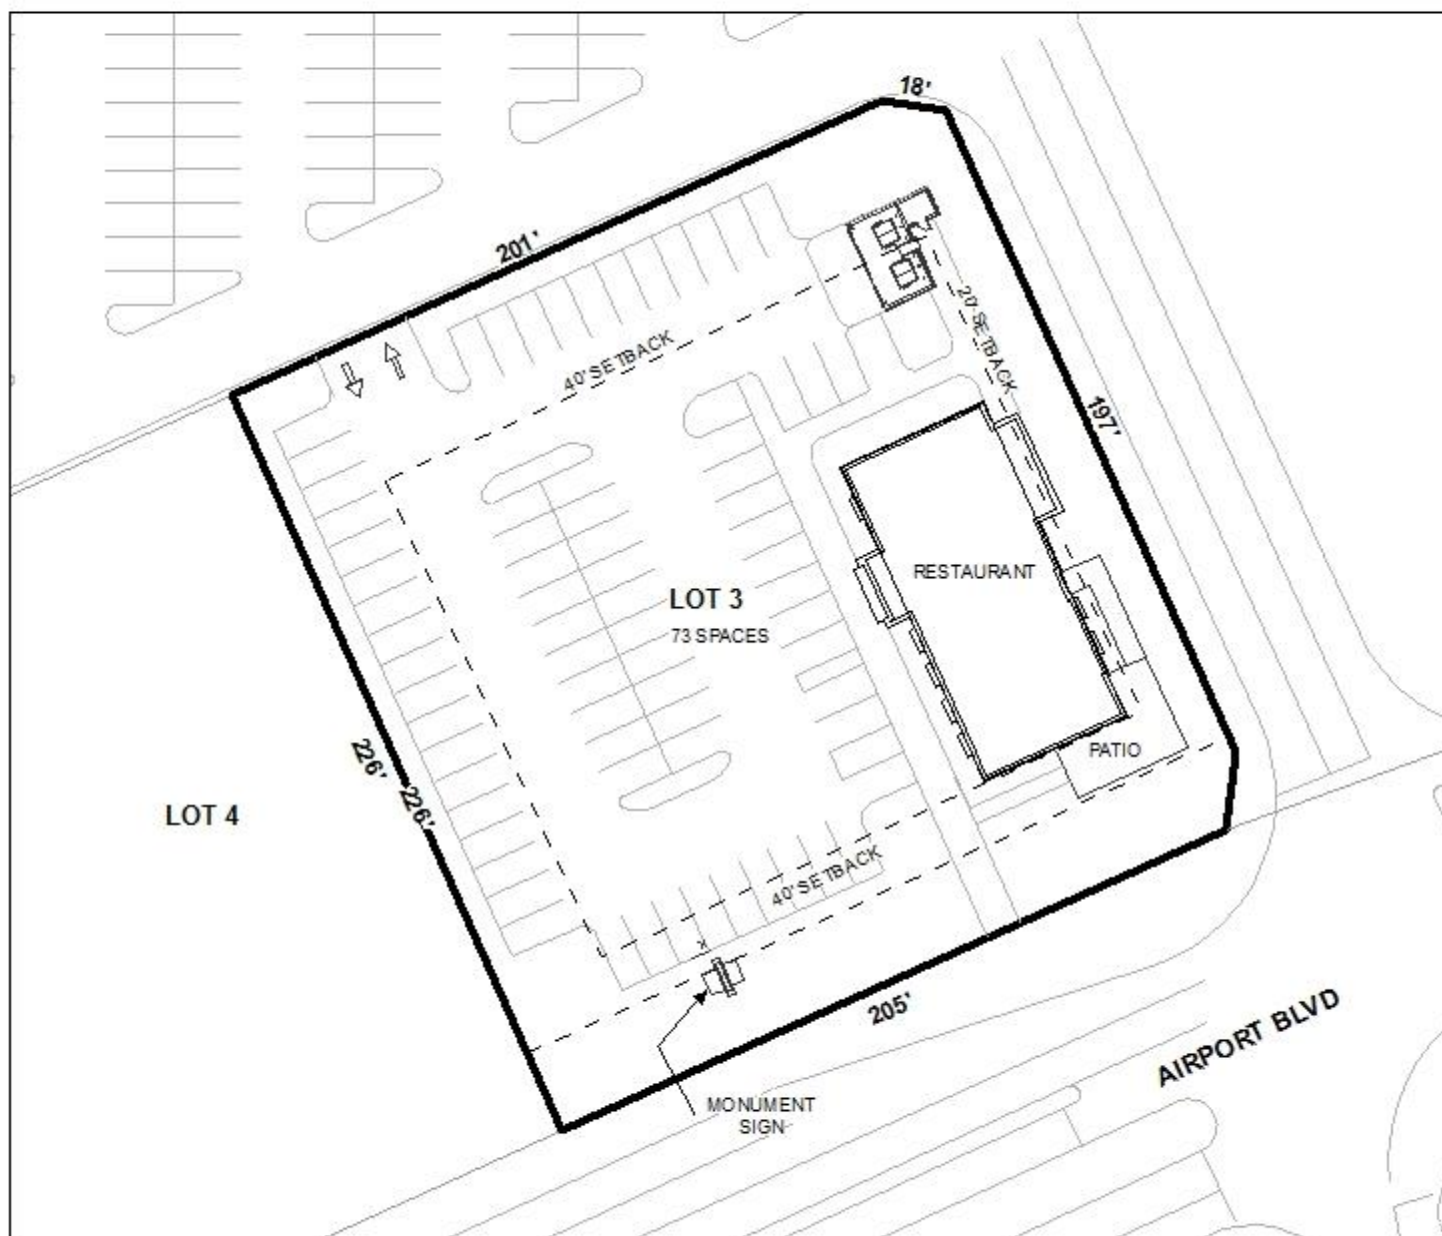 18'
201'
40' SETBACK
20' SETBACK
197'
RESTAURANT
LOT 3
73 SPACES
226'
226'
LOT 4
PATIO
40' SETBACK
205'
AIRPORT BLVD
MONUMENT
SIGN